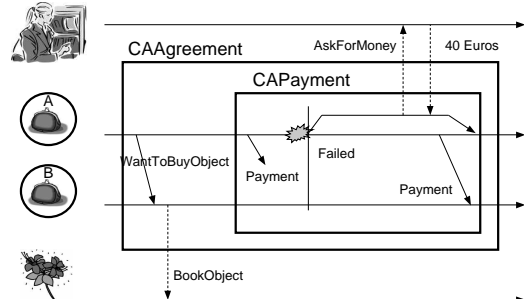 CAAgreement
AskForMoney
40 Euros
CAPayment
A
WantToBuyObject
Failed
Payment
B
Payment
BookObject